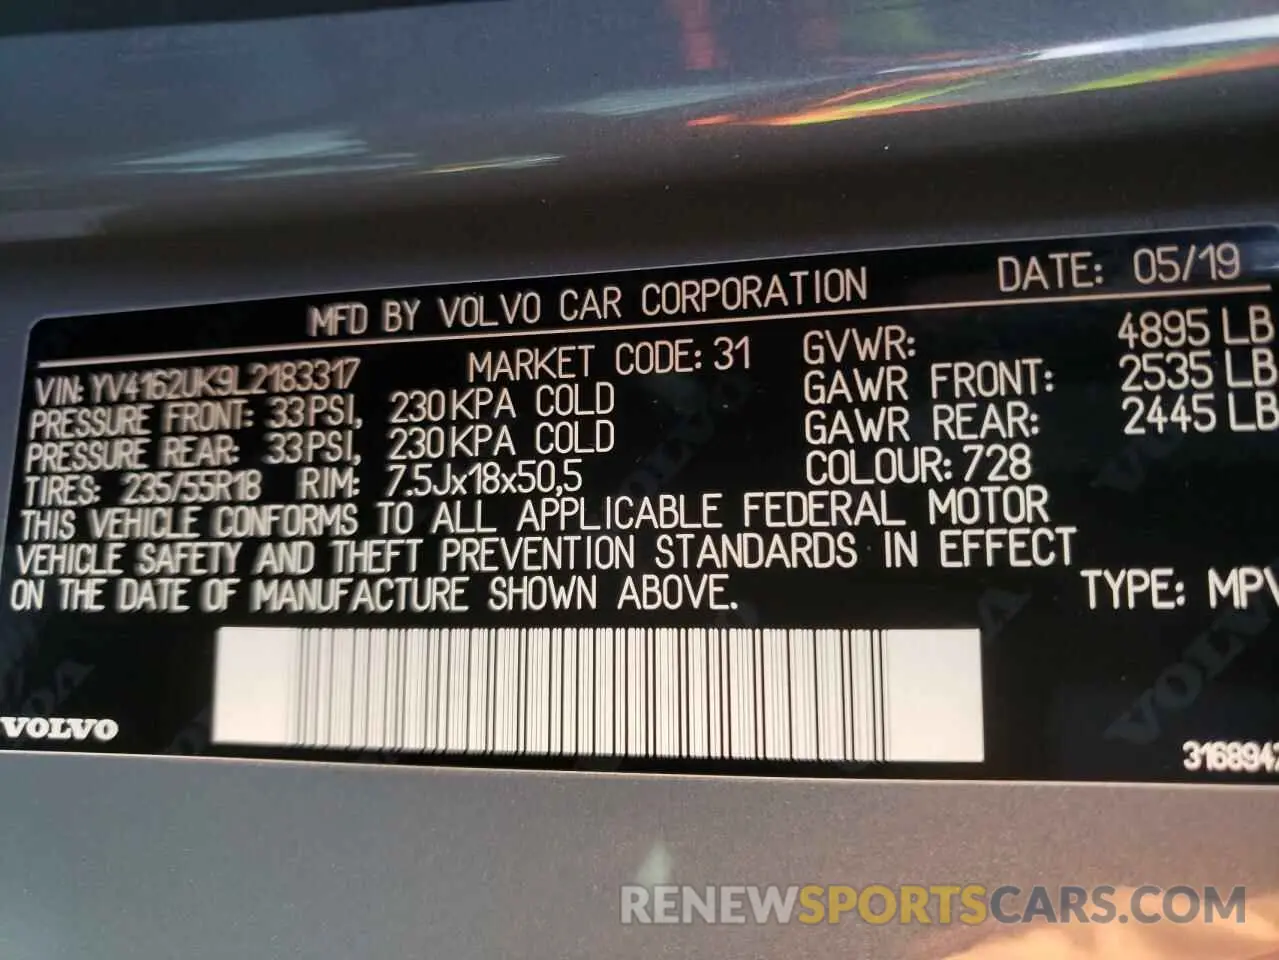 MFD BY VOLVO CAR CORPORATION DATE: 05/19
VIN: YV4162UK9L2183317 MARKET CODE: 31 GVWR: 4895 LB
PRESSURE FRONT: 33 PSI, 230 KPA COLD GAWR FRONT: 2535 LB
PRESSURE REAR: 33 PSI, 230 KPA COLD GAWR REAR: 2445 LB
TIRES: 235/55R18 RIM: 7.5Jx18x50,5 COLOUR: 728
THIS VEHICLE CONFORMS TO ALL APPLICABLE FEDERAL MOTOR
VEHICLE SAFETY AND THEFT PREVENTION STANDARDS IN EFFECT
ON THE DATE OF MANUFACTURE SHOWN ABOVE. TYPE: MPV
VOLVO
3168947
RENEWSPORTSCARS.COM